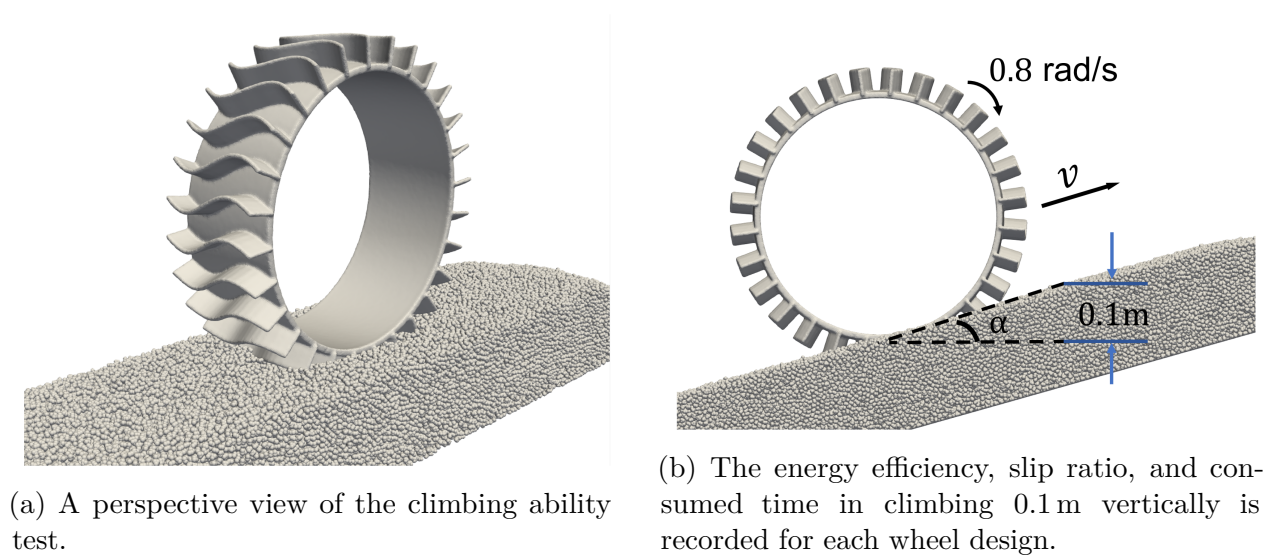 0.8 rad/s
v
α
0.1m
(a) A perspective view of the climbing ability
test.
(b) The energy efficiency, slip ratio, and con-
sumed time in climbing 0.1 m vertically is
recorded for each wheel design.